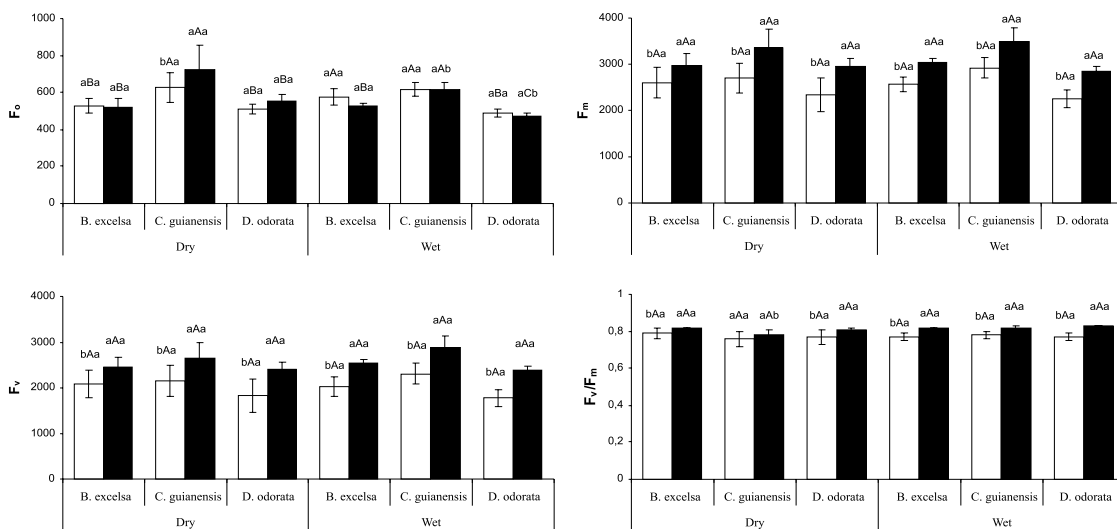 1000
800
600
400
200
0
Fo
aBa aBa bAa aAa aBa aBa aAa aBa aAa aAb aBa aCb
B. excelsa C. guianensis D. odorata B. excelsa C. guianensis D. odorata
Dry Wet
4000
3000
2000
1000
0
Fm
bAa aAa bAa aAa bAa aAa bAa aAa bAa aAa bAa aAa
B. excelsa C. guianensis D. odorata B. excelsa C. guianensis D. odorata
Dry Wet
4000
3000
2000
1000
0
Fv
bAa aAa bAa aAa bAa aAa bAa aAa bAa aAa bAa aAa
B. excelsa C. guianensis D. odorata B. excelsa C. guianensis D. odorata
Dry Wet
1
0,8
0,6
0,4
0,2
0
Fv/Fm
bAa aAa aAa aAb bAa aAa bAa aAa bAa aAa bAa aAa
B. excelsa C. guianensis D. odorata B. excelsa C. guianensis D. odorata
Dry Wet